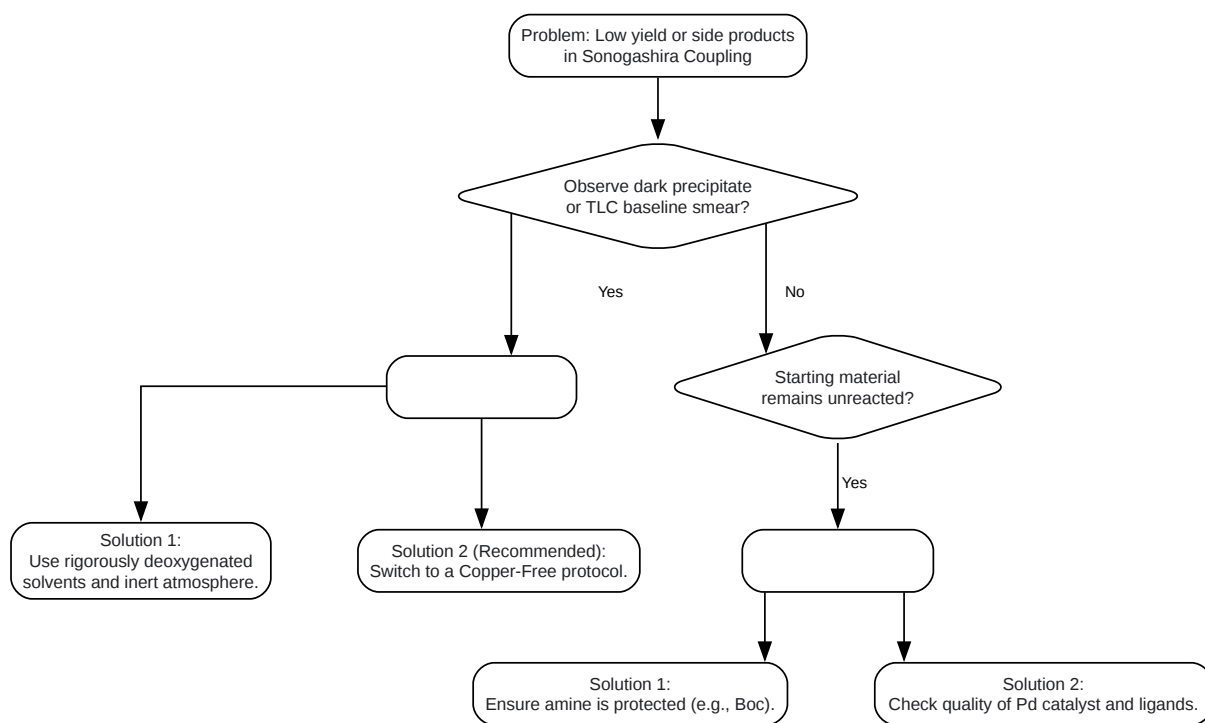 Problem: Low yield or side products
in Sonogashira Coupling
Observe dark precipitate
or TLC baseline smear?
Yes
No
Starting material
remains unreacted?
Yes
Solution 1:
Use rigorously deoxygenated
solvents and inert atmosphere.
Solution 2 (Recommended):
Switch to a Copper-Free protocol.
Solution 1:
Ensure amine is protected (e.g., Boc).
Solution 2:
Check quality of Pd catalyst and ligands.